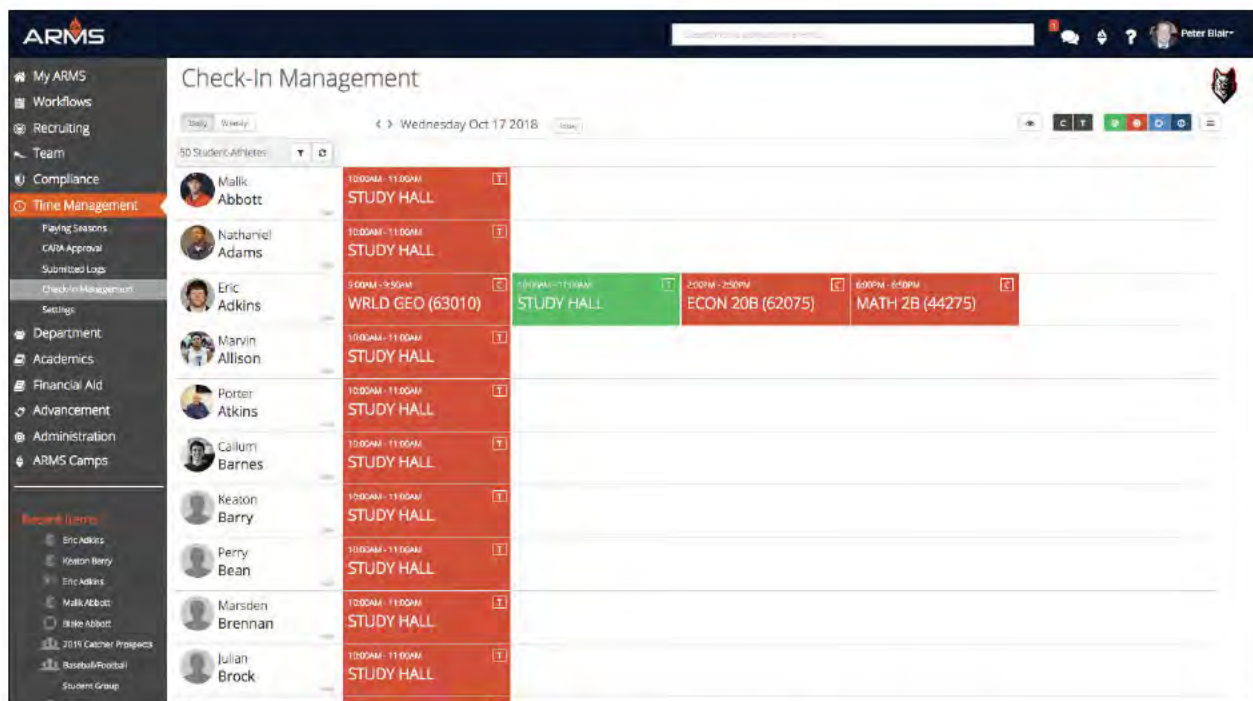 ARMS
1
?
Peter Blair
My ARMS
Workflows
Recruiting
Team
Compliance
Time Management
Playing Seasons
CARA Approval
Submitted Logs
Check-In Management
Settings
Department
Academics
Financial Aid
Advancement
Administration
ARMS Camps
Recent Items
Eric Adkins
Keaton Barry
Eric Adkins
Malik Abbott
Blake Abbott
2019 Catcher Prospects
Baseball/Football
Student Group
Check-In Management
Daily Weekly
< > Wednesday Oct 17 2018
Today
C T
50 Student-Athletes
Malik
Abbott
10:00AM - 11:00AM T
STUDY HALL
Nathaniel
Adams
10:00AM - 11:00AM T
STUDY HALL
Eric
Adkins
9:00AM - 9:50AM C
WRLD GEO (63010)
10:00AM - 11:00AM T
STUDY HALL
2:00PM - 2:50PM C
ECON 20B (62075)
6:00PM - 6:50PM C
MATH 2B (44275)
Marvin
Allison
10:00AM - 11:00AM T
STUDY HALL
Porter
Atkins
10:00AM - 11:00AM T
STUDY HALL
Callum
Barnes
10:00AM - 11:00AM T
STUDY HALL
Keaton
Barry
10:00AM - 11:00AM T
STUDY HALL
Perry
Bean
10:00AM - 11:00AM T
STUDY HALL
Marsden
Brennan
10:00AM - 11:00AM T
STUDY HALL
Julian
Brock
10:00AM - 11:00AM T
STUDY HALL